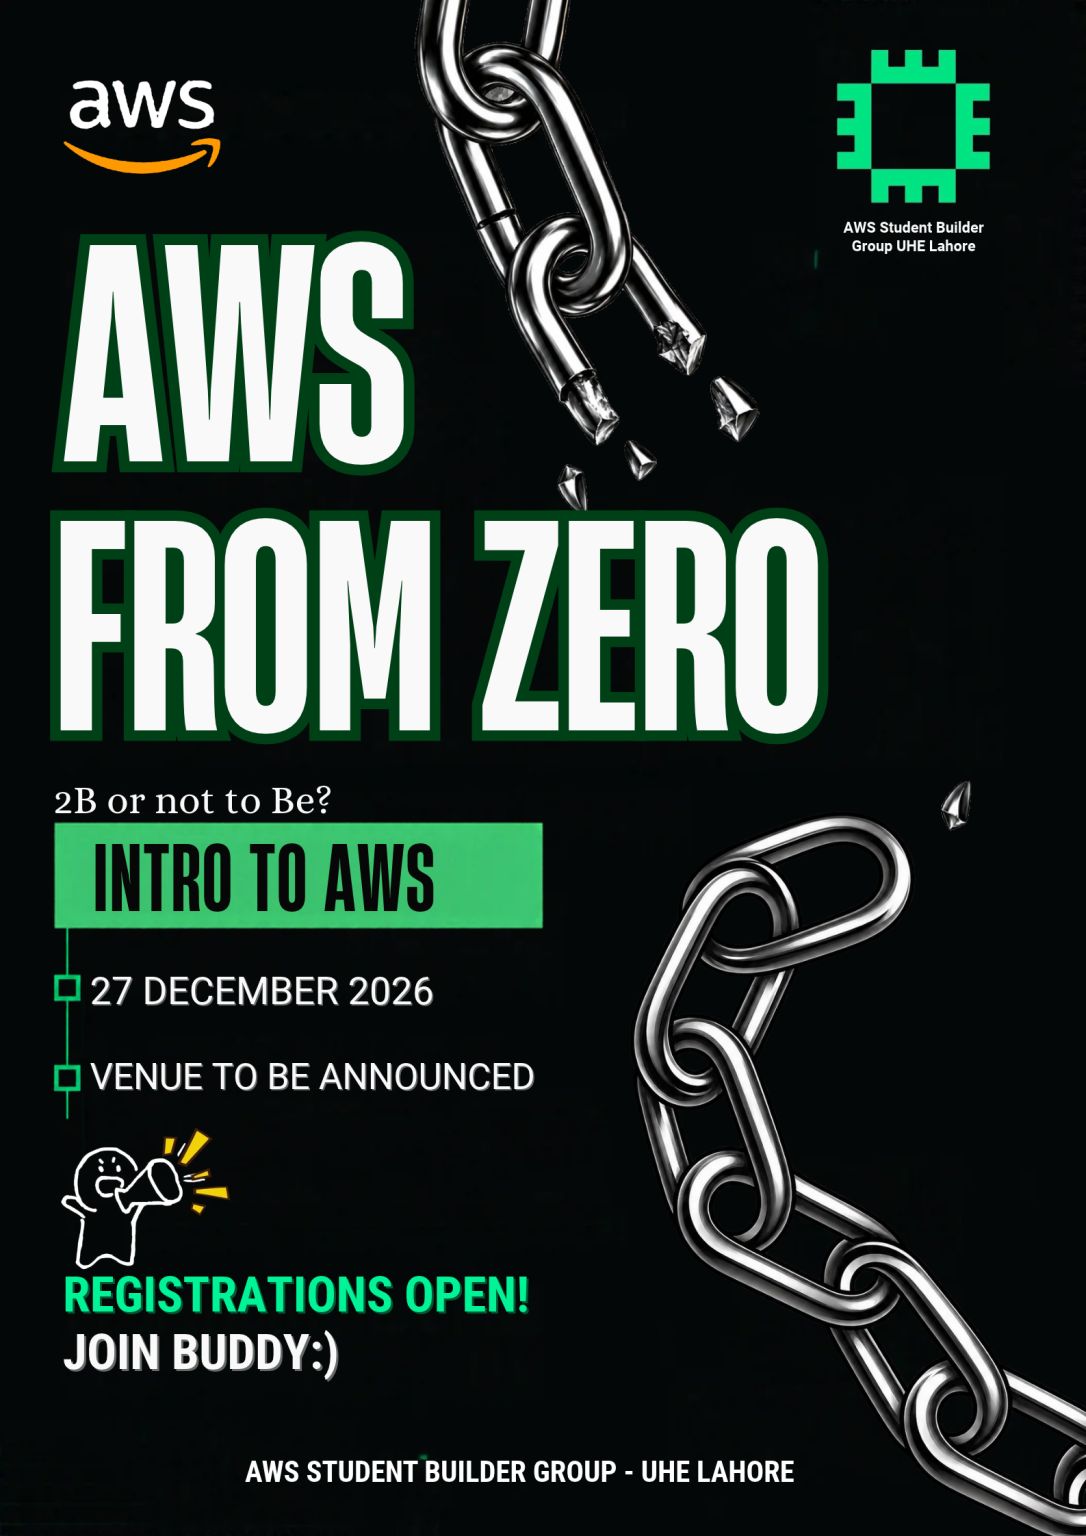 aws
AWS Student Builder
Group UHE Lahore
AWS
FROM ZERO
2B or not to Be?
INTRO TO AWS
27 DECEMBER 2026
VENUE TO BE ANNOUNCED
REGISTRATIONS OPEN!
JOIN BUDDY:)
AWS STUDENT BUILDER GROUP - UHE LAHORE